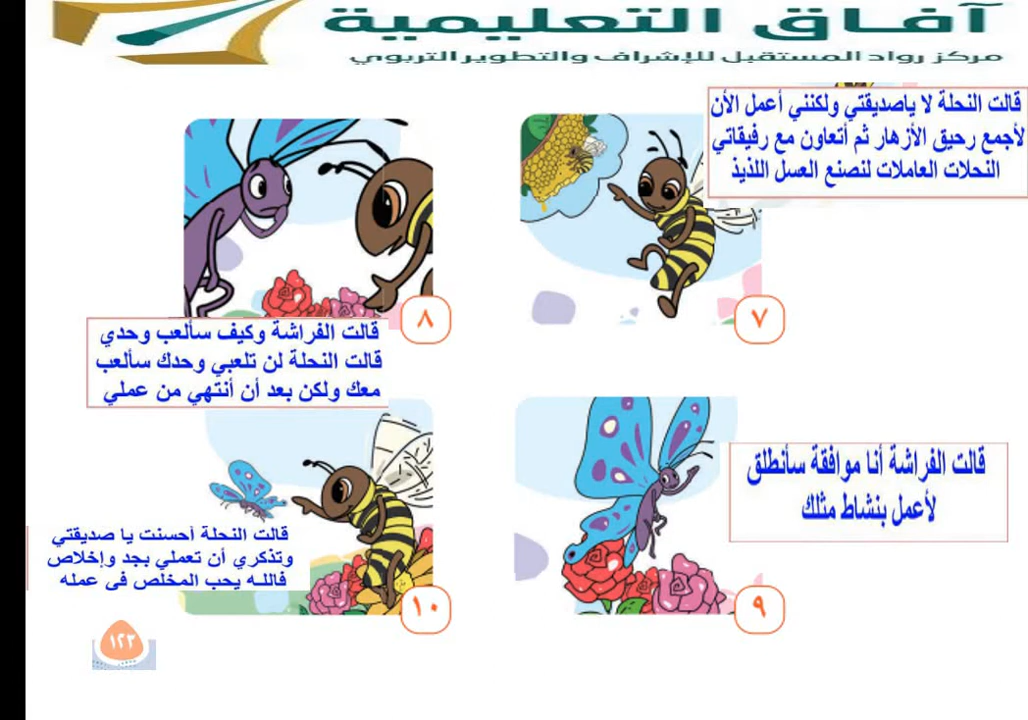 آفاق التعليمية
مركز رواد المستقبل للإشراف والتطوير التربوي
قالت النحلة لا ياصديقتي ولكنني أعمل الأن
لأجمع رحيق الأزهار ثم أتعاون مع رفيقاتي
النحلات العاملات لنصنع العسل اللذيذ
٧
٨
قالت الفراشة وكيف سألعب وحدي
قالت النحلة لن تلعبي وحدك سألعب
معك ولكن بعد أن أنتهي من عملي
قالت الفراشة أنا موافقة سأنطلق
لأعمل بنشاط مثلك
٩
قالت النحلة أحسنت يا صديقتي
وتذكري أن تعملي بجد وإخلاص
فاللـه يحب المخلص في عمله
١٠
١٢٣